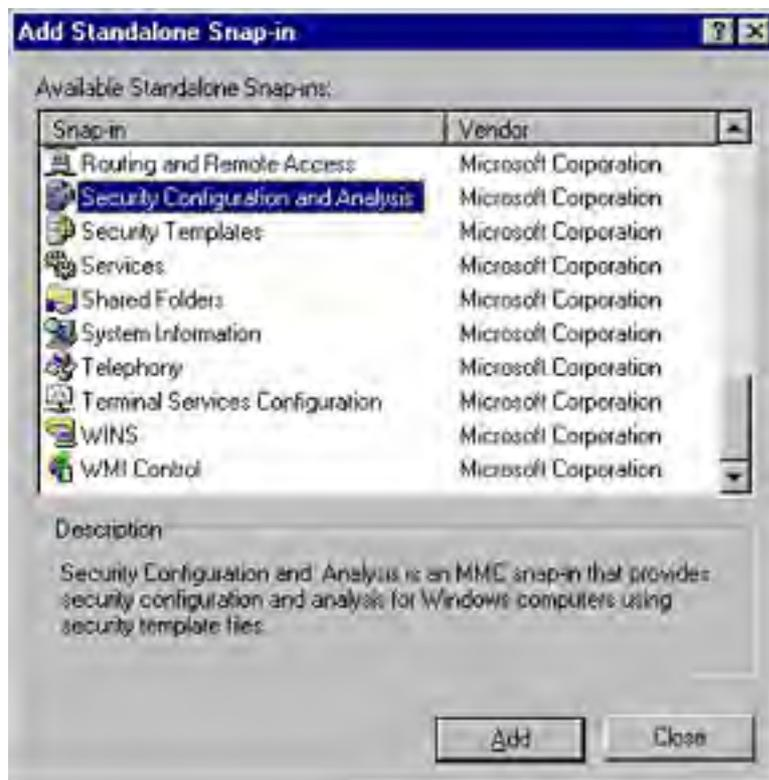 Add Standalone Snap-in
Available Standalone Snap-ins:
Snap-in Vendor
Routing and Remote Access Microsoft Corporation
Security Configuration and Analysis Microsoft Corporation
Security Templates Microsoft Corporation
Services Microsoft Corporation
Shared Folders Microsoft Corporation
System Information Microsoft Corporation
Telephony Microsoft Corporation
Terminal Services Configuration Microsoft Corporation
WINS Microsoft Corporation
WMI Control Microsoft Corporation
Description
Security Configuration and Analysis is an MMC snap-in that provides
security configuration and analysis for Windows computers using
security template files.
Add Close